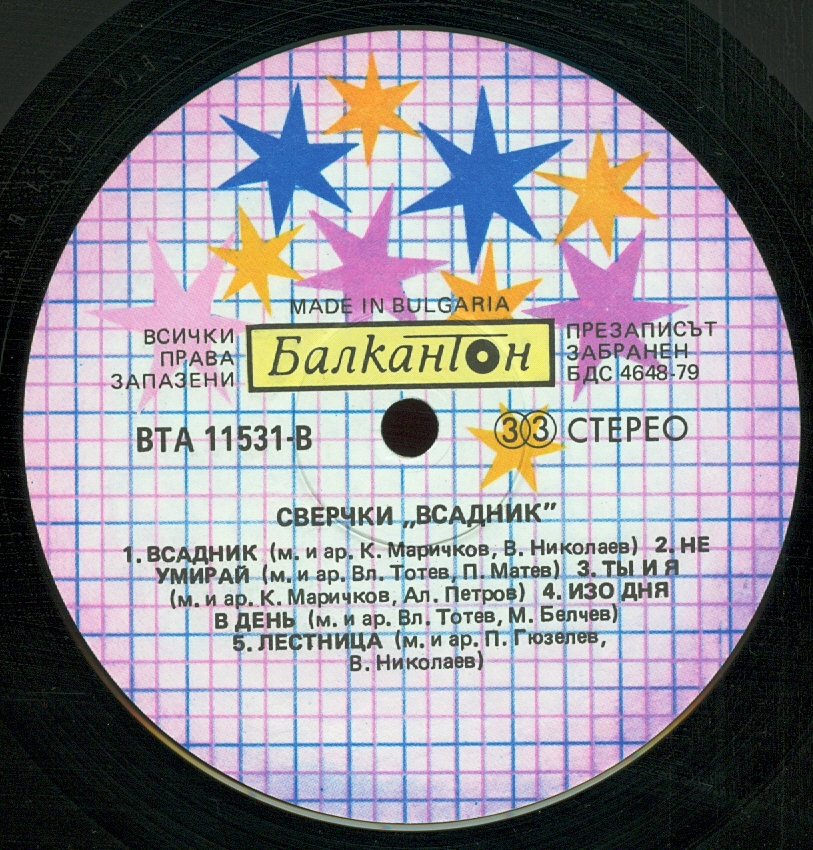 MADE IN BULGARIA
ВСИЧКИ
ПРАВА
ЗАПАЗЕНИ
Балкантон
ПРЕЗАПИСЪТ
ЗАБРАНЕН
БДС 4648-79
ВТА 11531-В
33 СТЕРЕО
СВЕРЧКИ „ВСАДНИК”
1. ВСАДНИК (м. и ар. К. Маричков, В. Николаев) 2. НЕ
УМИРАЙ (м. и ар. Вл. Тотев, П. Матев) 3. ТЫ И Я
(м. и ар. К. Маричков, Ал. Петров) 4. ИЗО ДНЯ
В ДЕНЬ (м. и ар. Вл. Тотев, М. Белчев)
5. ЛЕСТНИЦА (м. и ар. П. Гюзелев,
В. Николаев)